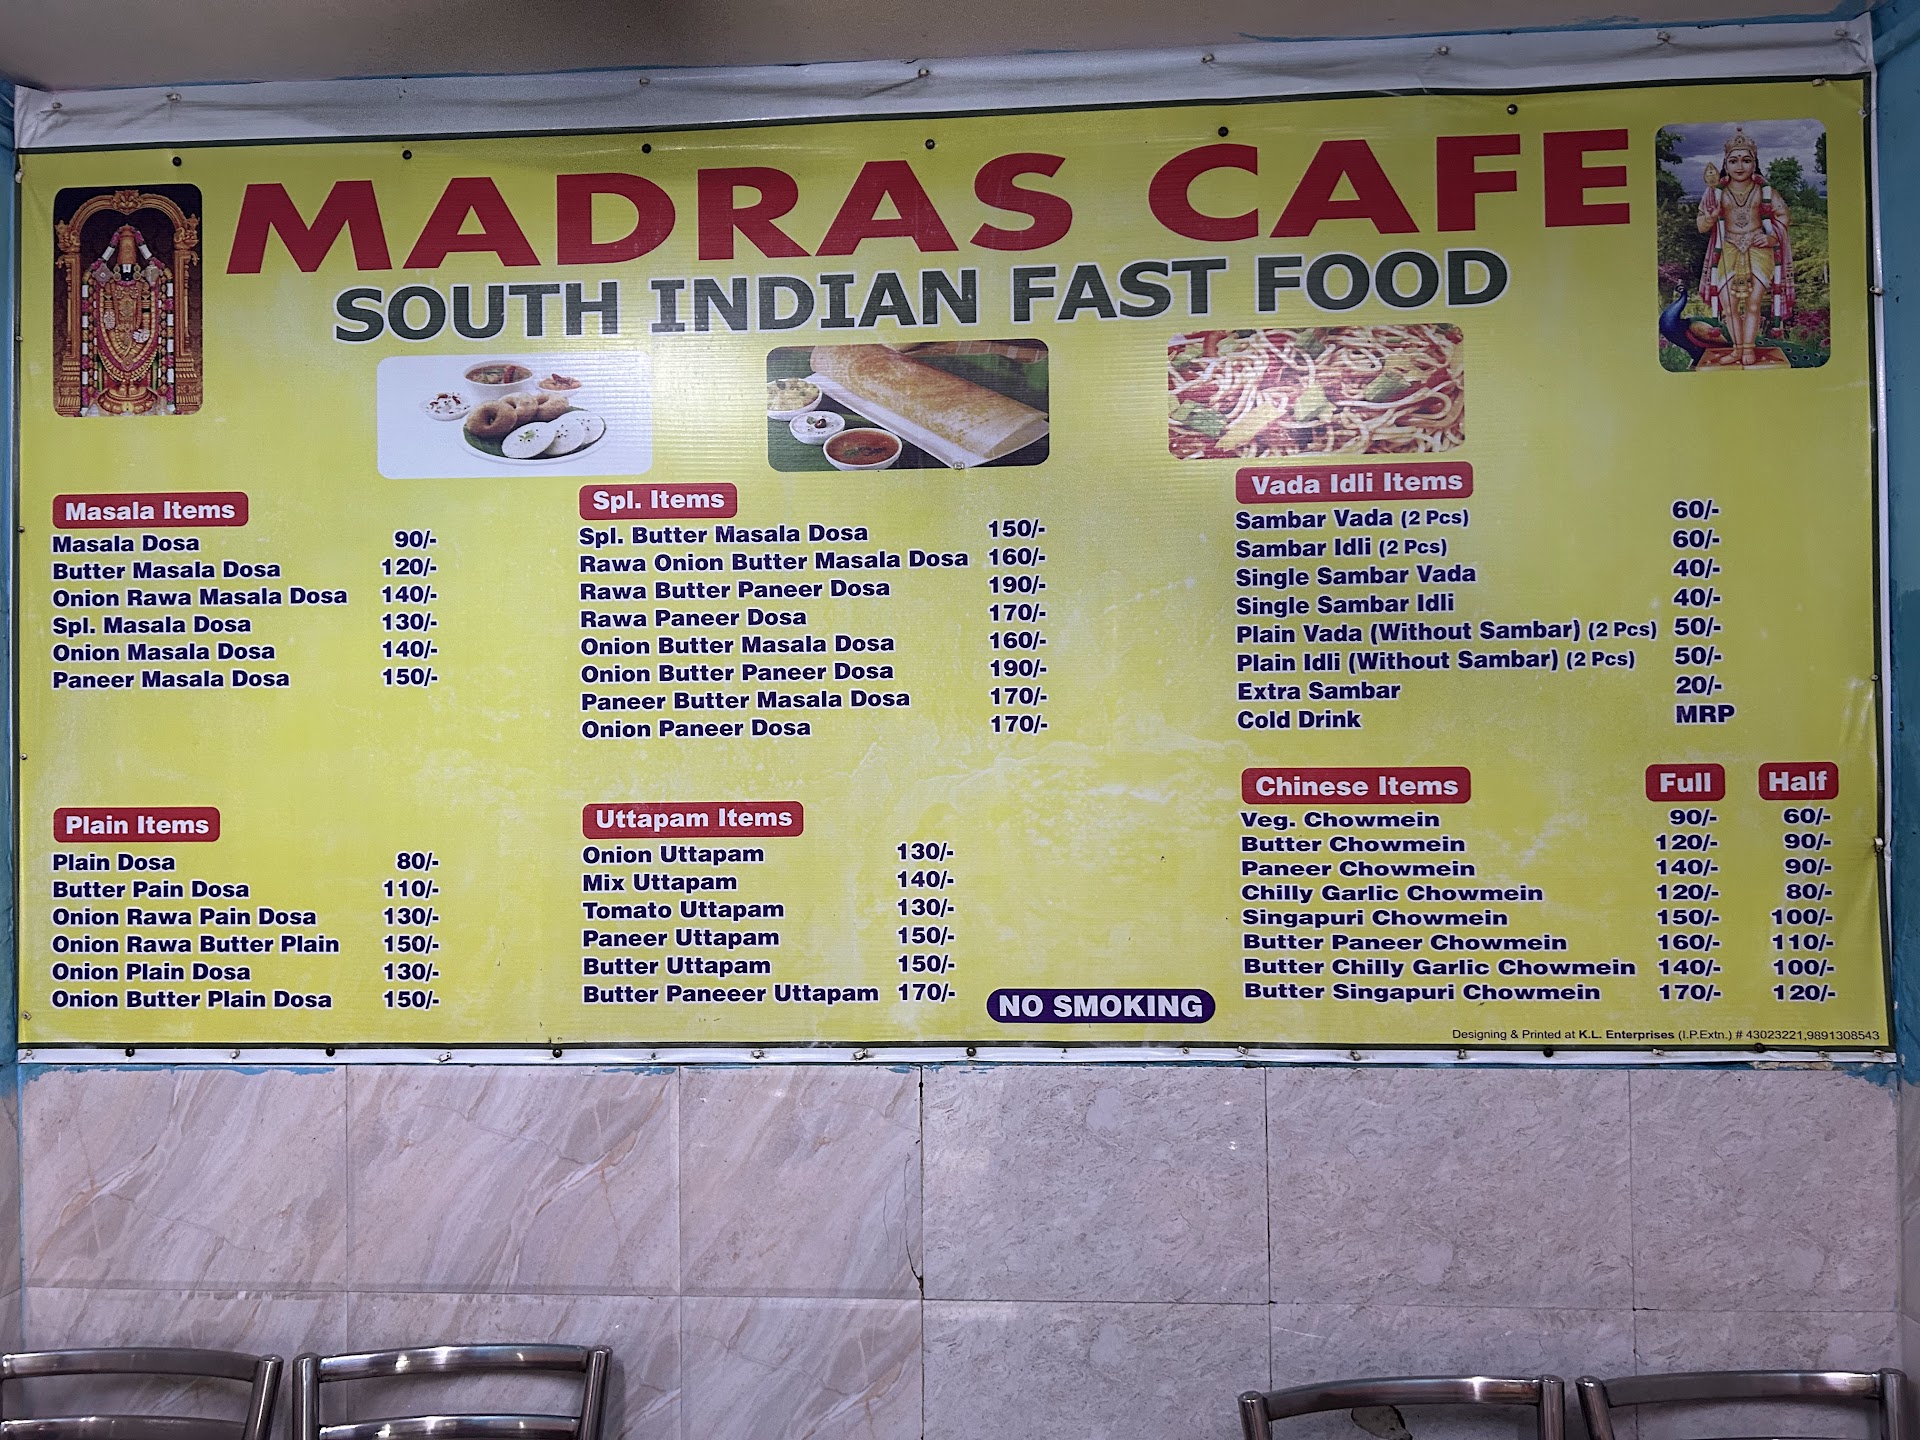 MADRAS CAFE
SOUTH INDIAN FAST FOOD
Masala Items
Masala Dosa 90/-
Butter Masala Dosa 120/-
Onion Rawa Masala Dosa 140/-
Spl. Masala Dosa 130/-
Onion Masala Dosa 140/-
Paneer Masala Dosa 150/-
Plain Items
Plain Dosa 80/-
Butter Pain Dosa 110/-
Onion Rawa Pain Dosa 130/-
Onion Rawa Butter Plain 150/-
Onion Plain Dosa 130/-
Onion Butter Plain Dosa 150/-
Spl. Items
Spl. Butter Masala Dosa 150/-
Rawa Onion Butter Masala Dosa 160/-
Rawa Butter Paneer Dosa 190/-
Rawa Paneer Dosa 170/-
Onion Butter Masala Dosa 160/-
Onion Butter Paneer Dosa 190/-
Paneer Butter Masala Dosa 170/-
Onion Paneer Dosa 170/-
Uttapam Items
Onion Uttapam 130/-
Mix Uttapam 140/-
Tomato Uttapam 130/-
Paneer Uttapam 150/-
Butter Uttapam 150/-
Butter Paneeer Uttapam 170/-
NO SMOKING
Vada Idli Items
Sambar Vada (2 Pcs) 60/-
Sambar Idli (2 Pcs) 60/-
Single Sambar Vada 40/-
Single Sambar Idli 40/-
Plain Vada (Without Sambar) (2 Pcs) 50/-
Plain Idli (Without Sambar) (2 Pcs) 50/-
Extra Sambar 20/-
Cold Drink MRP
Chinese Items Full Half
Veg. Chowmein 90/- 60/-
Butter Chowmein 120/- 90/-
Paneer Chowmein 140/- 90/-
Chilly Garlic Chowmein 120/- 80/-
Singapuri Chowmein 150/- 100/-
Butter Paneer Chowmein 160/- 110/-
Butter Chilly Garlic Chowmein 140/- 100/-
Butter Singapuri Chowmein 170/- 120/-
Designing & Printed at K.L. Enterprises (I.P.Extn.) # 43023221,9891308543